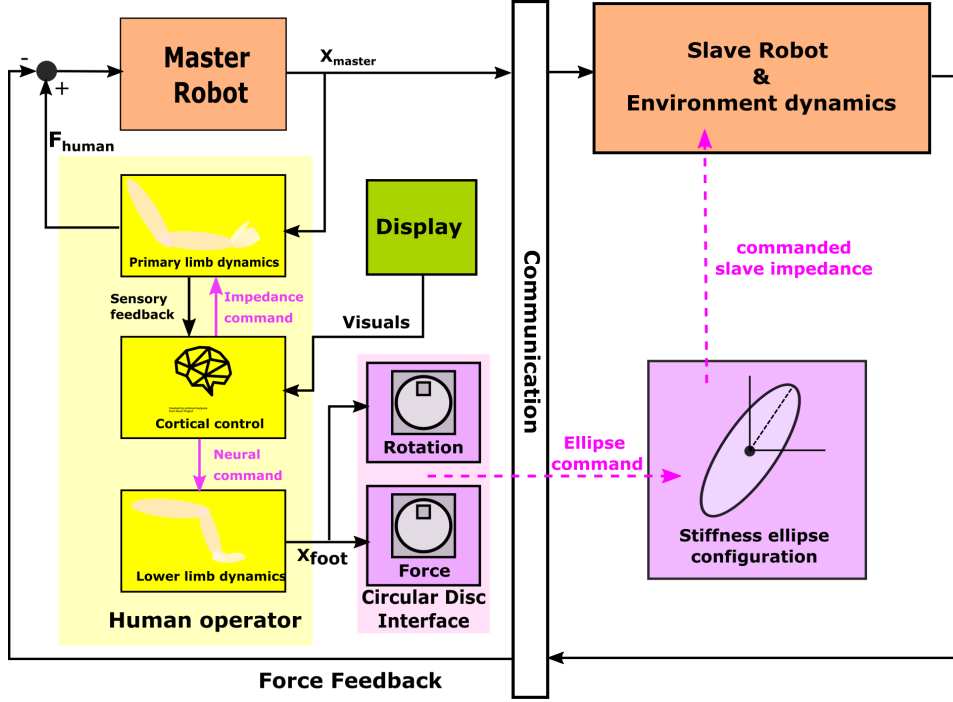 -
+
Master
Robot
X_master
Slave Robot
&
Environment dynamics
F_human
Primary limb dynamics
Display
Sensory
feedback
Impedance
command
Visuals
Communication
commanded
slave impedance
Cortical control
Rotation
Neural
command
Ellipse
command
Lower limb dynamics
X_foot
Force
Stiffness ellipse
configuration
Human operator
Circular Disc
Interface
Force Feedback